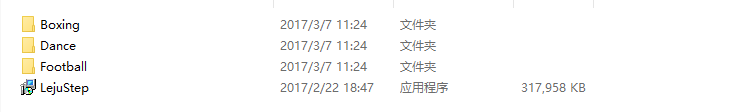 Boxing 2017/3/7 11:24 文件夹
Dance 2017/3/7 11:24 文件夹
Football 2017/3/7 11:24 文件夹
LejuStep 2017/2/22 18:47 应用程序 317,958 KB